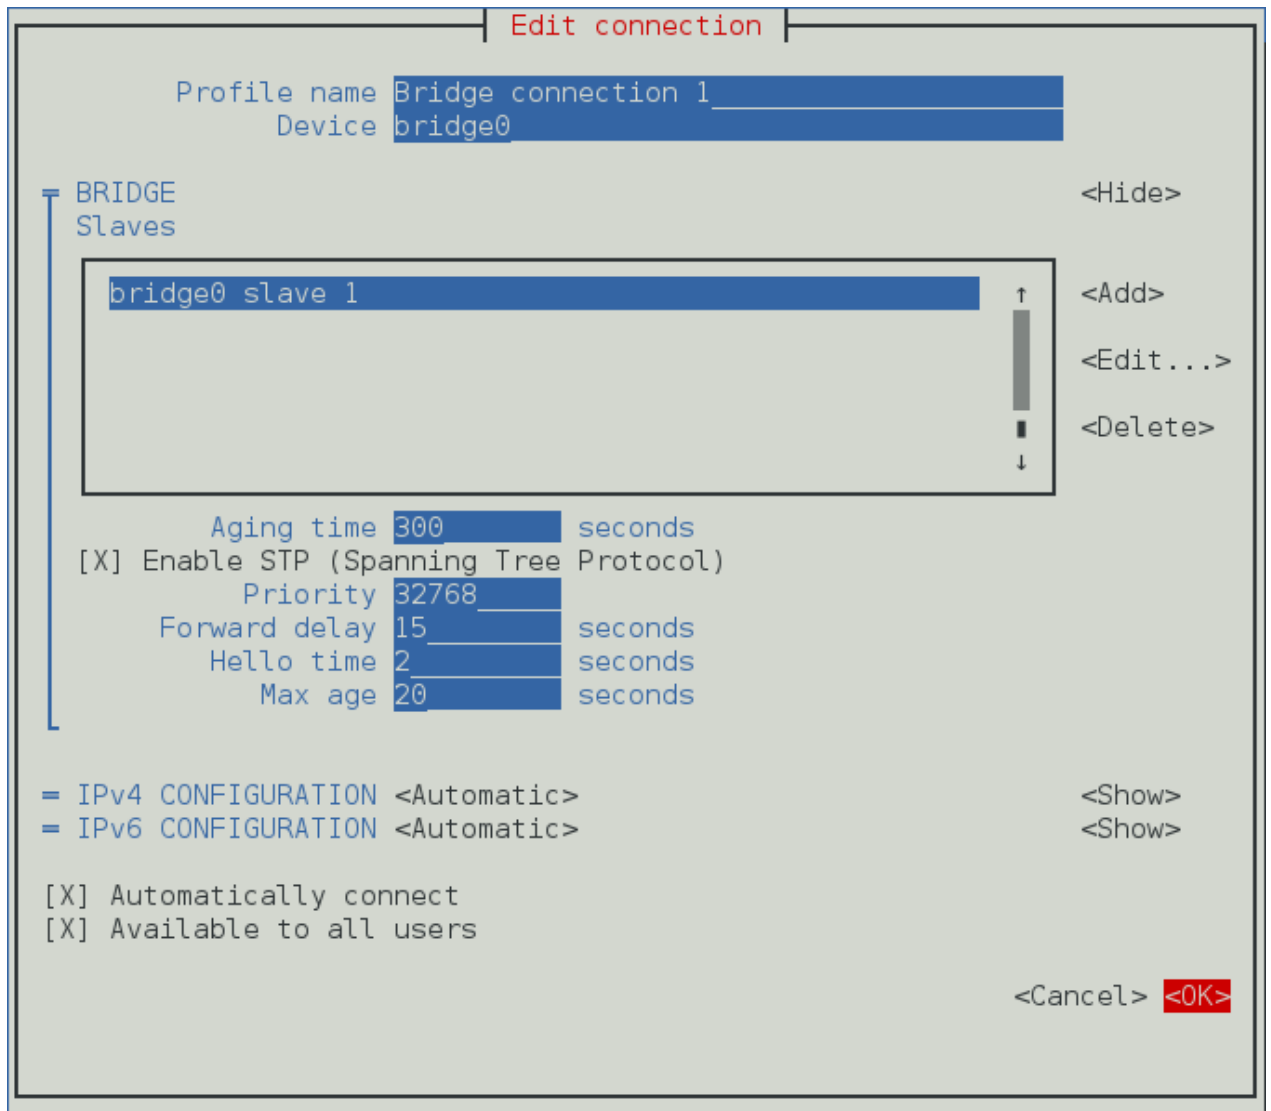 Edit connection
Profile name Bridge connection 1
Device bridge0
BRIDGE <Hide>
Slaves
bridge0 slave 1 ↑ <Add>
<Edit...>
<Delete>
↓
Aging time 300 seconds
[X] Enable STP (Spanning Tree Protocol)
Priority 32768
Forward delay 15 seconds
Hello time 2 seconds
Max age 20 seconds
= IPv4 CONFIGURATION <Automatic> <Show>
= IPv6 CONFIGURATION <Automatic> <Show>
[X] Automatically connect
[X] Available to all users
<Cancel> <OK>